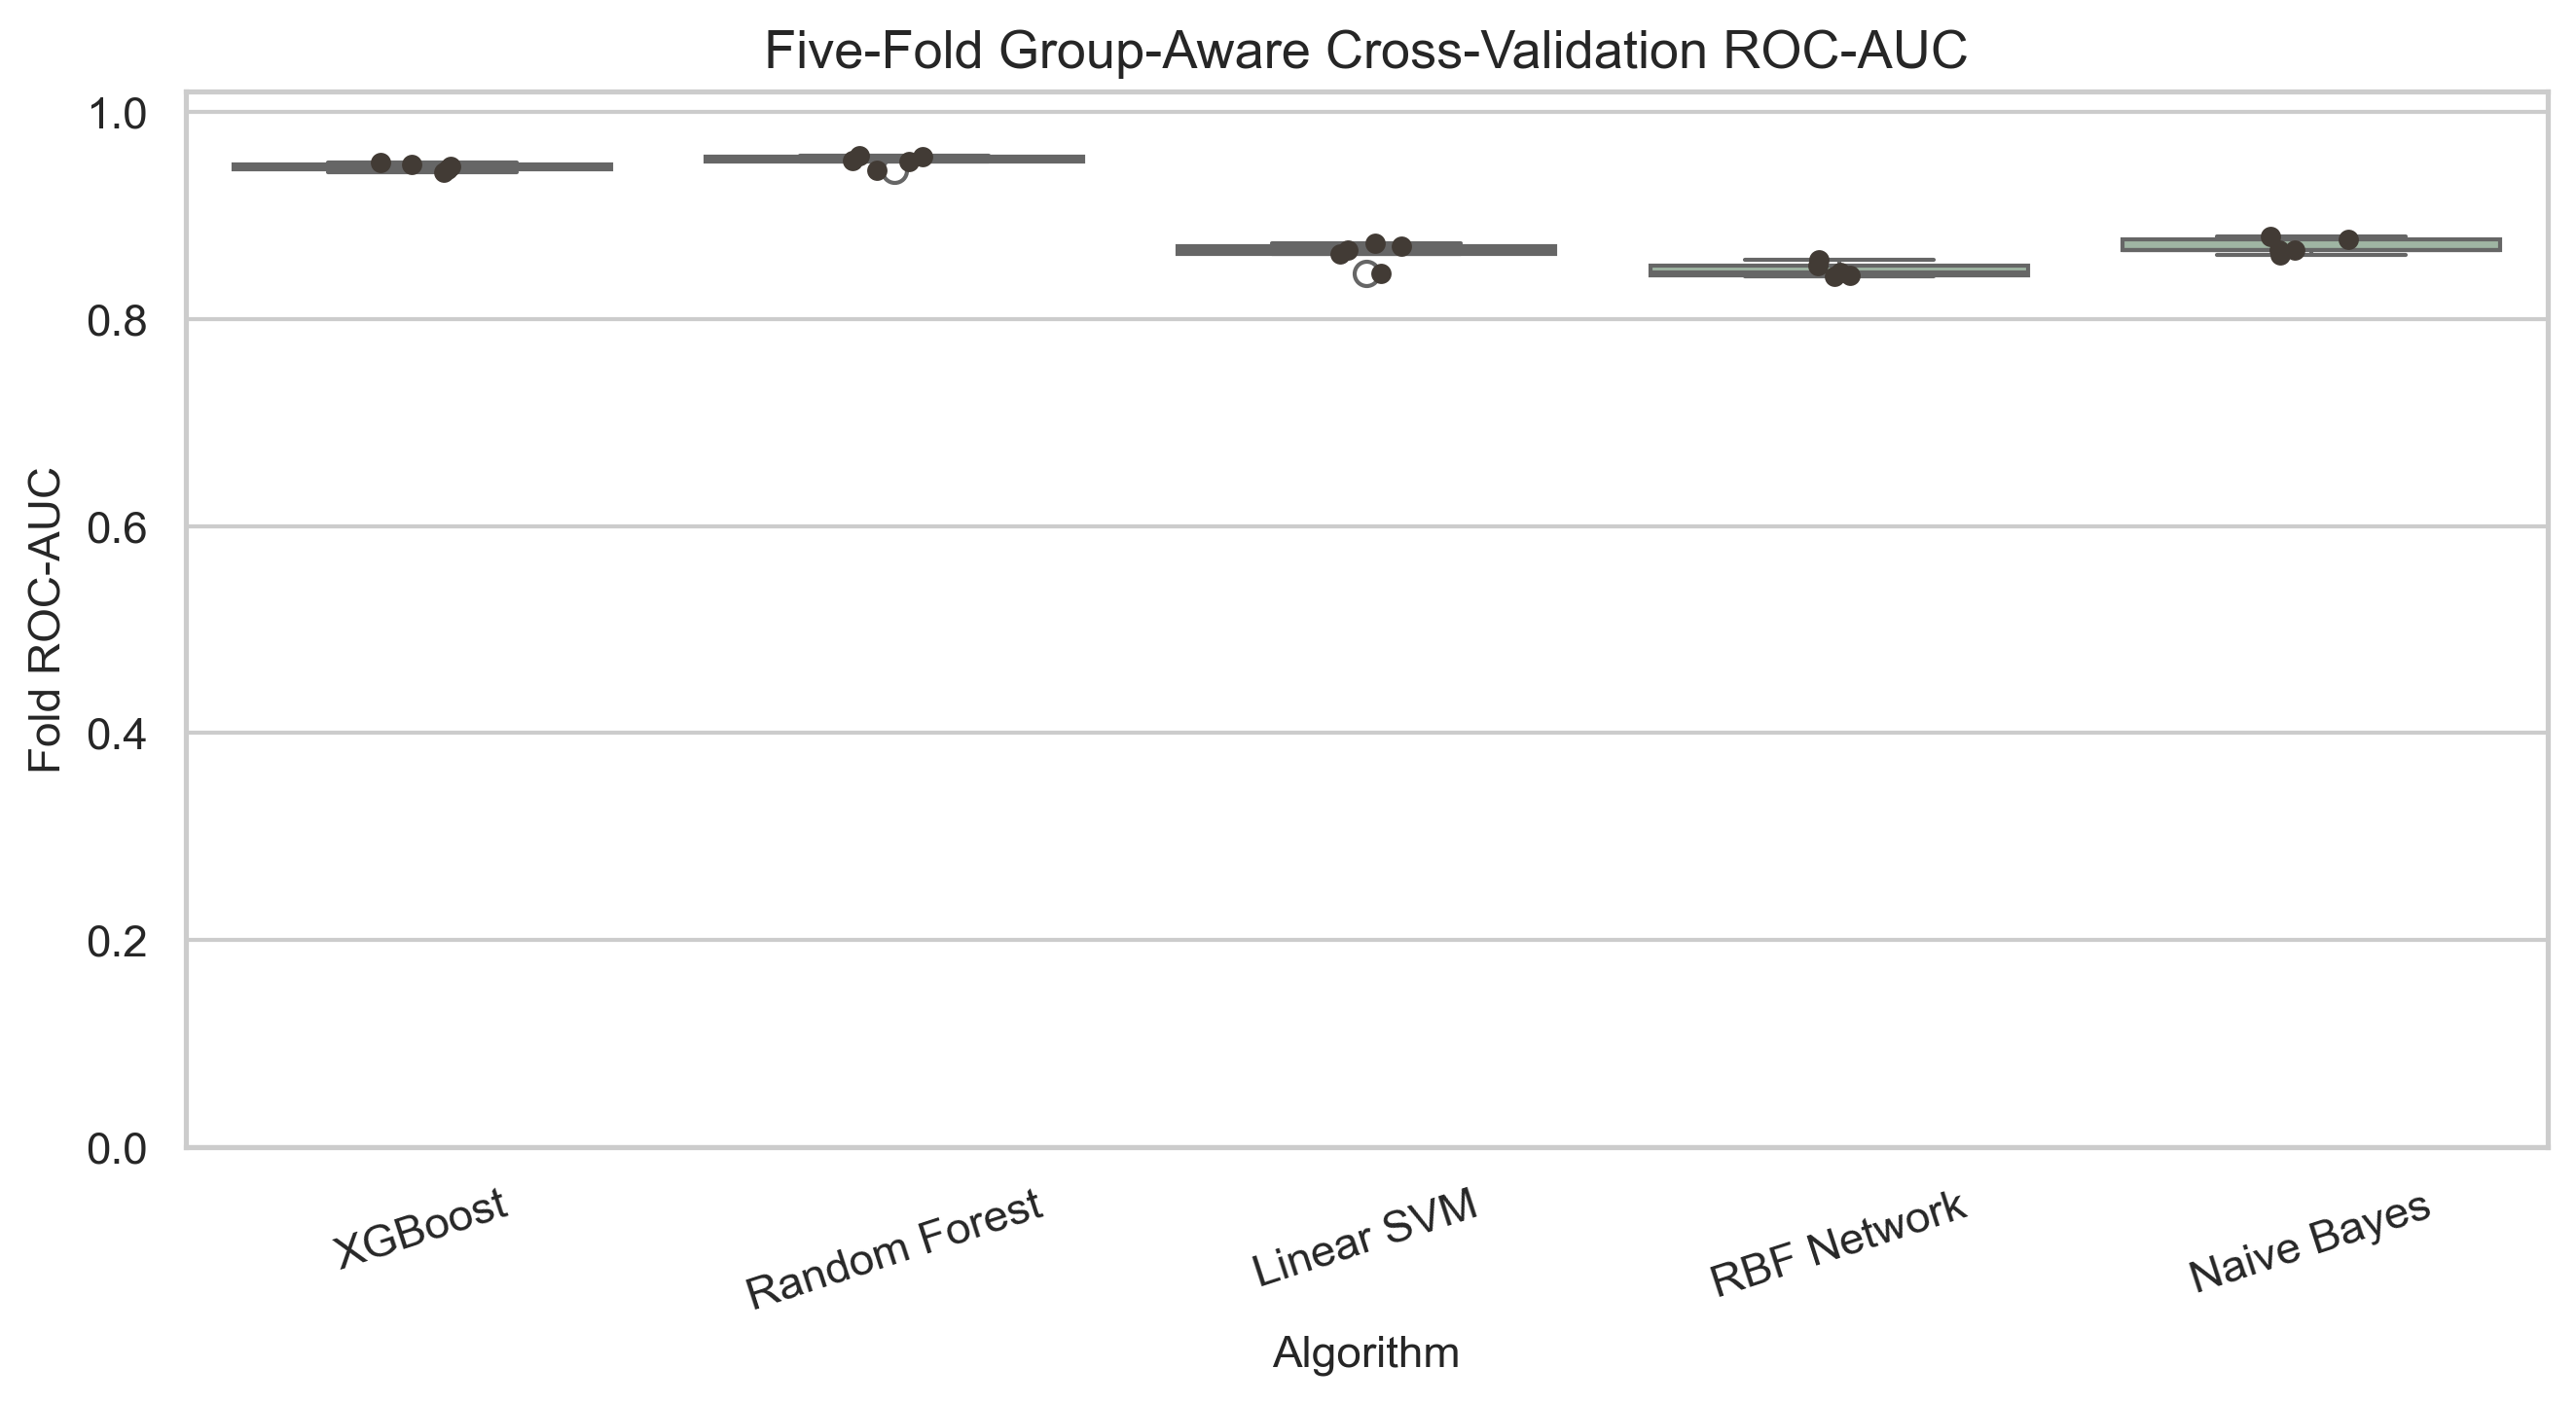 Five-Fold Group-Aware Cross-Validation ROC-AUC
1.0
0.8
0.6
0.4
0.2
0.0
Fold ROC-AUC
XGBoost
Random Forest
Linear SVM
RBF Network
Naive Bayes
Algorithm